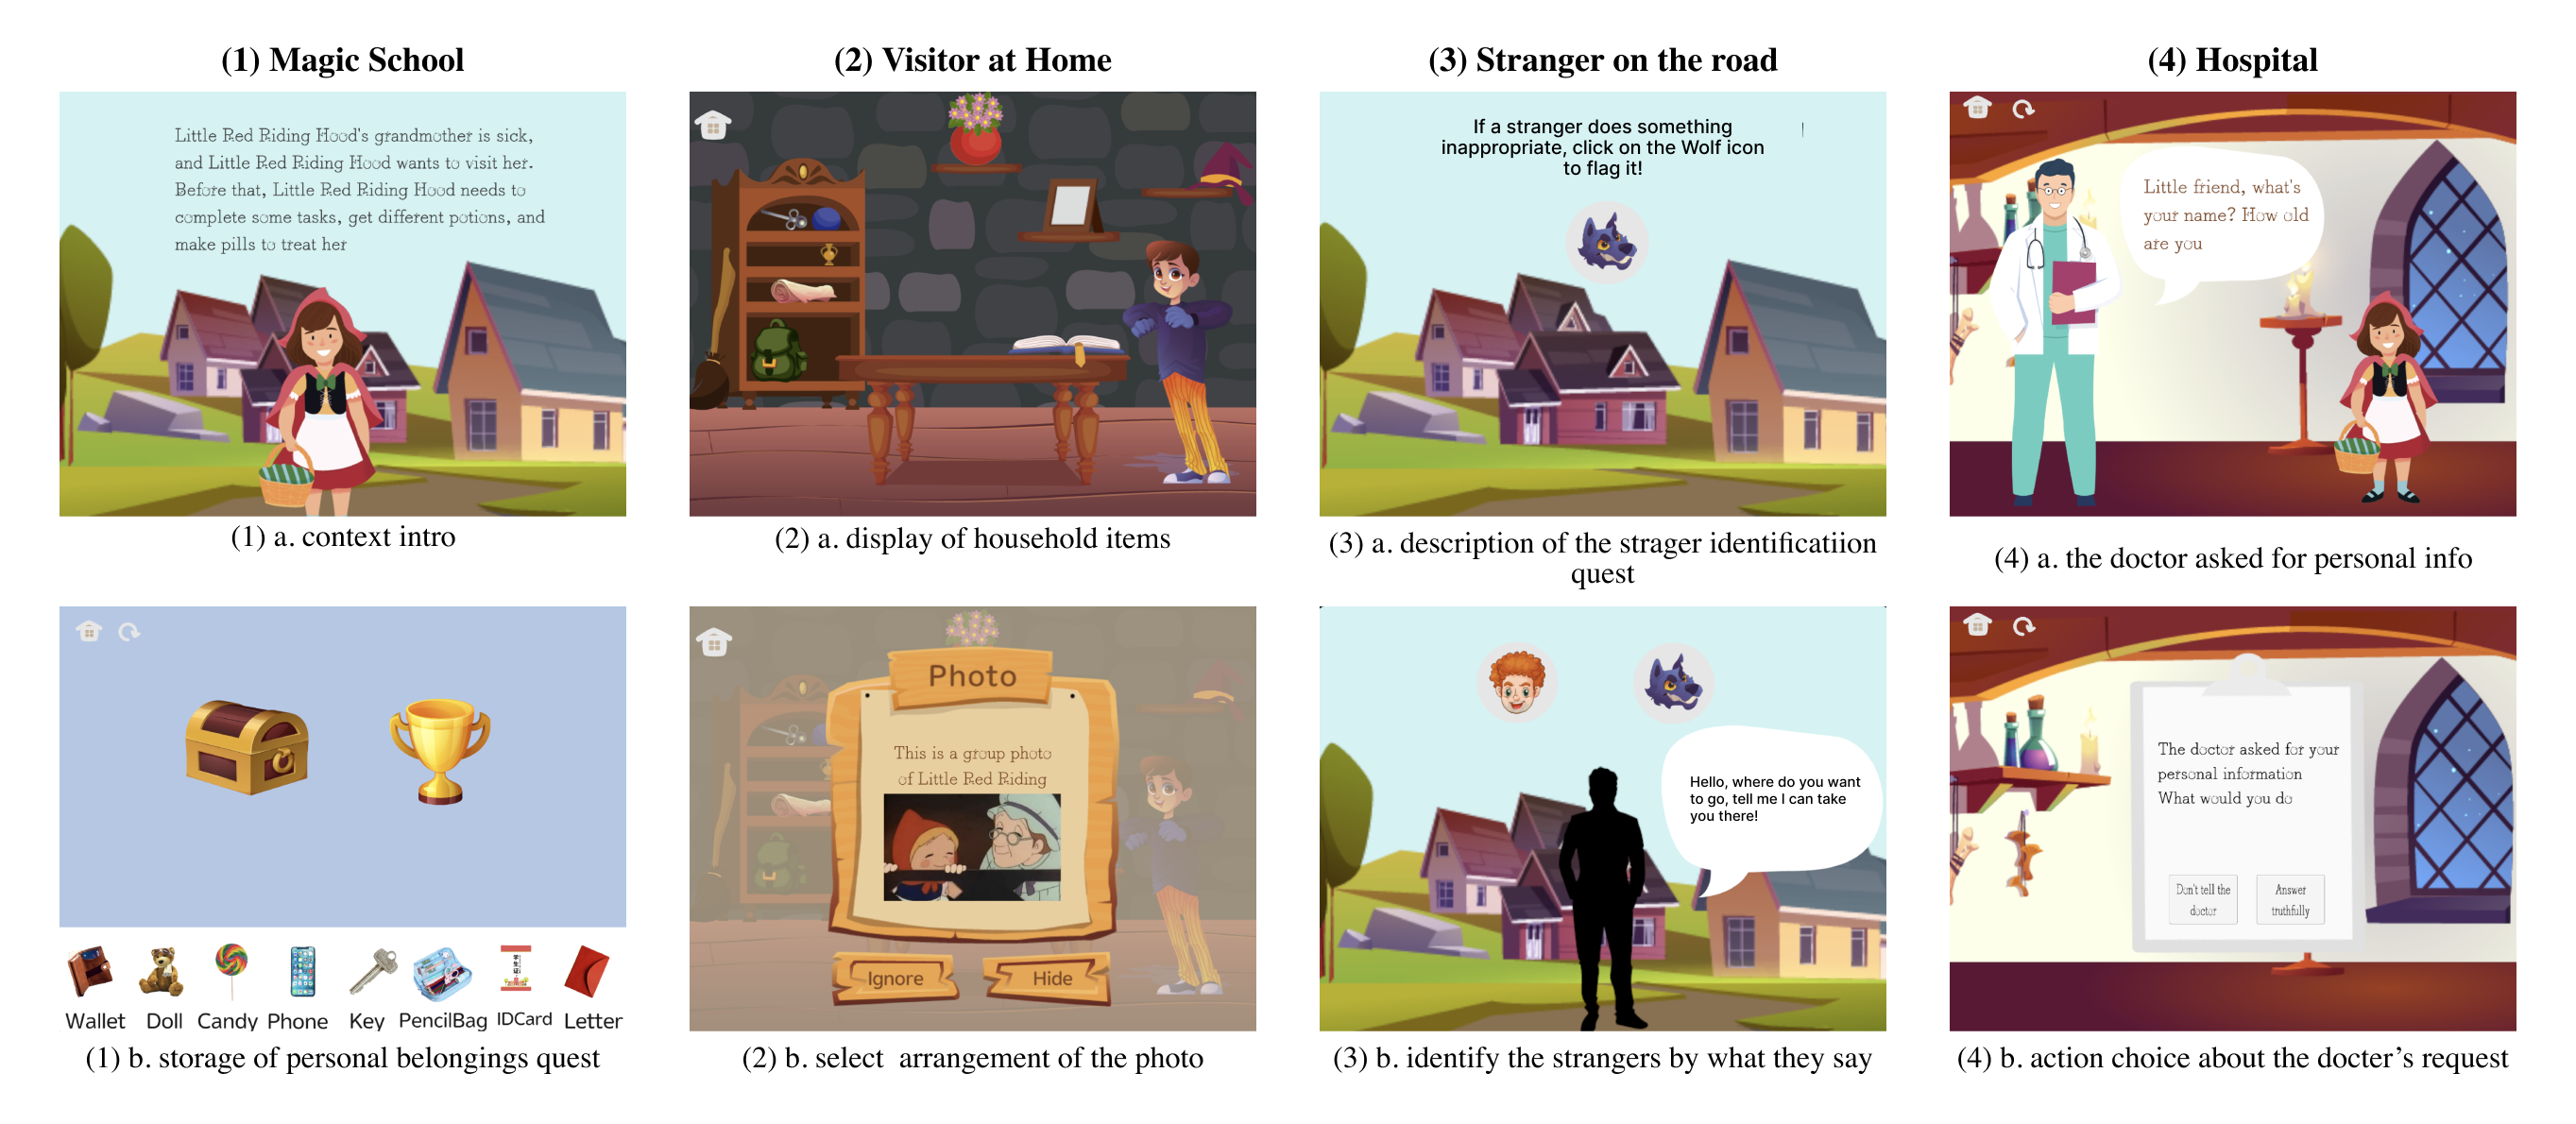 (1) Magic School
(2) Visitor at Home
(3) Stranger on the road
(4) Hospital
Little Red Riding Hood's grandmother is sick,
and Little Red Riding Hood wants to visit her.
Before that, Little Red Riding Hood needs to
complete some tasks, get different potions, and
make pills to treat her
If a stranger does something
inappropriate, click on the Wolf icon
to flag it!
Little friend, what's
your name? How old
are you
(1) a. context intro
(2) a. display of household items
(3) a. description of the strager identificatiion
quest
(4) a. the doctor asked for personal info
Wallet Doll Candy Phone Key PencilBag IDCard Letter
Photo
This is a group photo
of Little Red Riding
Ignore
Hide
Hello, where do you want
to go, tell me I can take
you there!
The doctor asked for your
personal information
What would you do
Don't tell the
doctor
Answer
truthfully
(1) b. storage of personal belongings quest
(2) b. select arrangement of the photo
(3) b. identify the strangers by what they say
(4) b. action choice about the docter's request